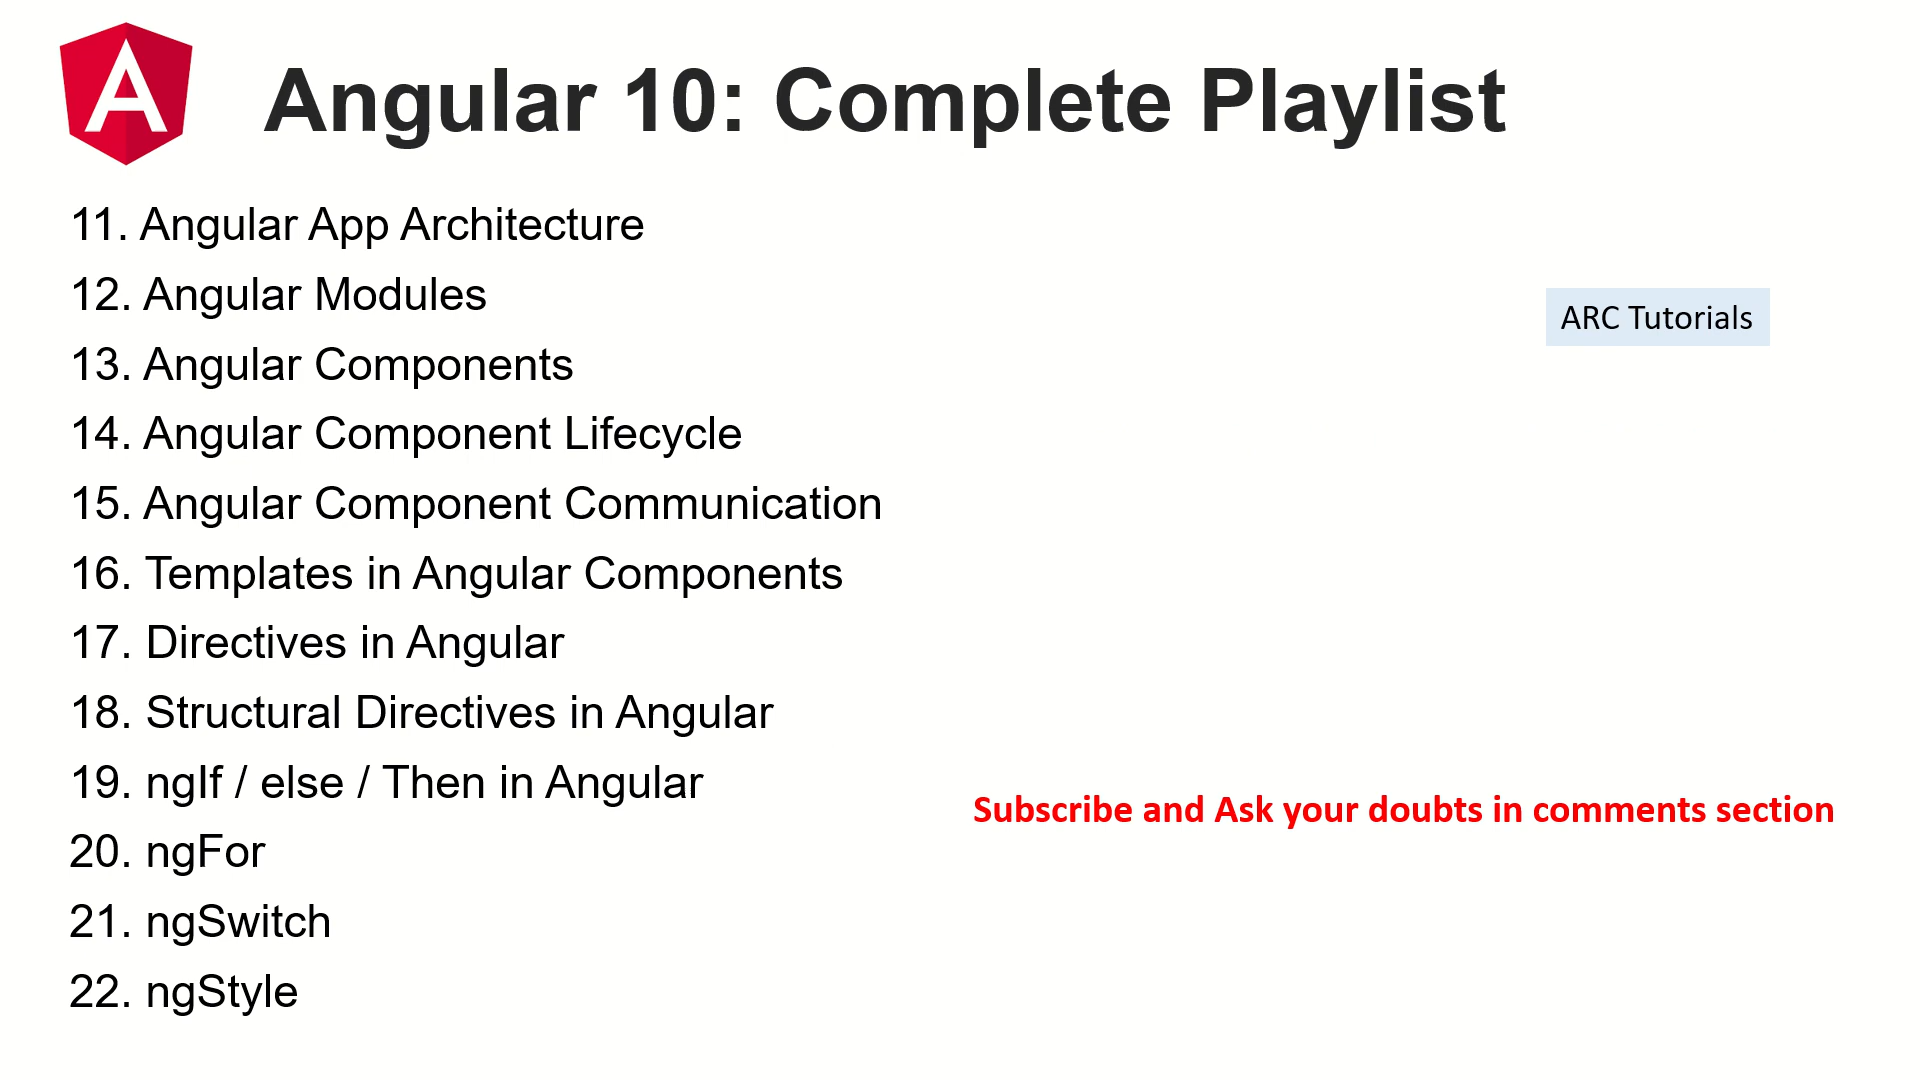 Angular 10: Complete Playlist
11. Angular App Architecture
12. Angular Modules
ARC Tutorials
13. Angular Components
14. Angular Component Lifecycle
15. Angular Component Communication
16. Templates in Angular Components
17. Directives in Angular
18. Structural Directives in Angular
19. ngIf / else / Then in Angular
Subscribe and Ask your doubts in comments section
20. ngFor
21. ngSwitch
22. ngStyle